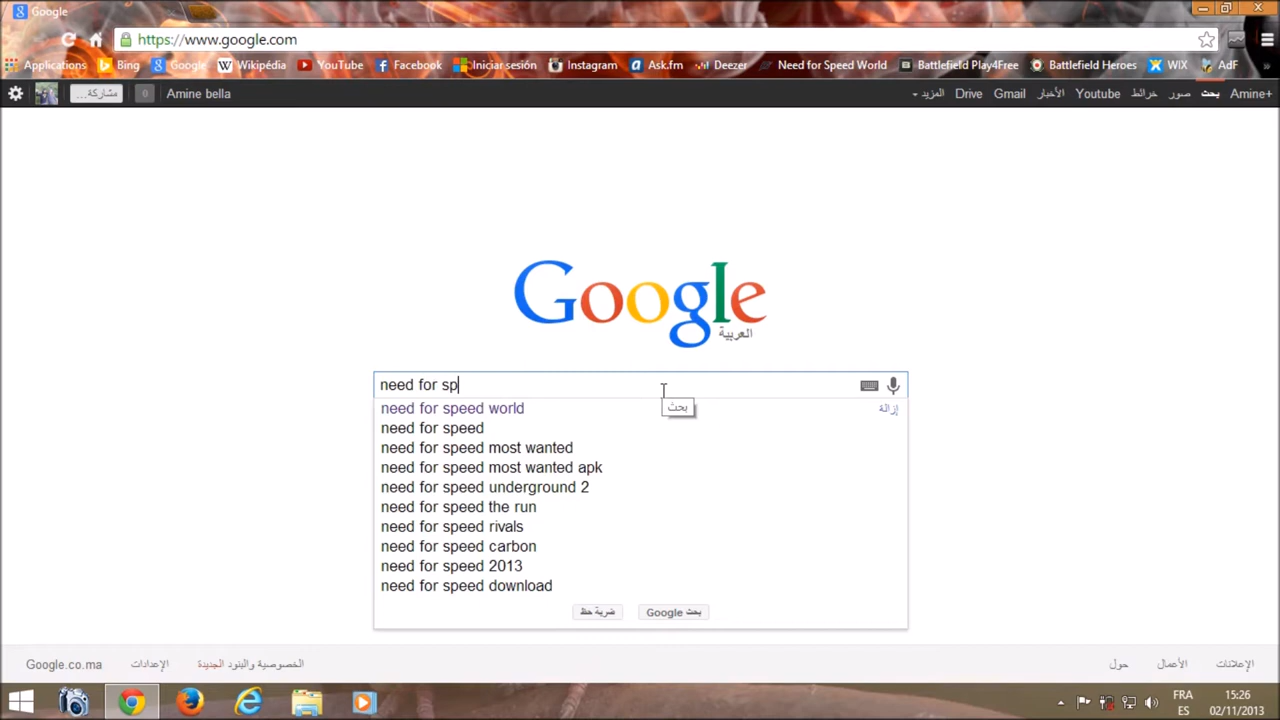 Google
https://www.google.com
Applications Bing Google Wikipédia YouTube Facebook Iniciar sesión Instagram Ask.fm Deezer Need for Speed World Battlefield Play4Free Battlefield Heroes WIX AdF »
مشاركة... 0 Amine bella المزيد Drive Gmail الأخبار Youtube خرائط صور بحث Amine+
Google
العربية
need for sp
بحث
need for speed world إزالة
need for speed
need for speed most wanted
need for speed most wanted apk
need for speed underground 2
need for speed the run
need for speed rivals
need for speed carbon
need for speed 2013
need for speed download
ضربة حظ بحث Google
Google.co.ma الإعدادات الخصوصية والبنود الجديدة حول الأعمال الإعلانات
FRA 15:26
ES 02/11/2013